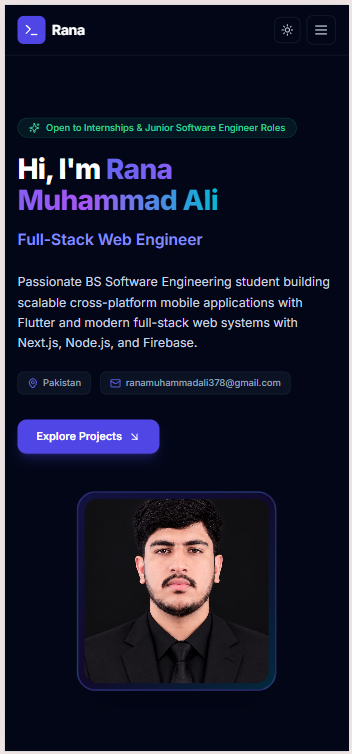 Rana
Open to Internships & Junior Software Engineer Roles
Hi, I'm Rana
Muhammad Ali
Full-Stack Web Engineer
Passionate BS Software Engineering student building
scalable cross-platform mobile applications with
Flutter and modern full-stack web systems with
Next.js, Node.js, and Firebase.
Pakistan
ranamuhammadali378@gmail.com
Explore Projects